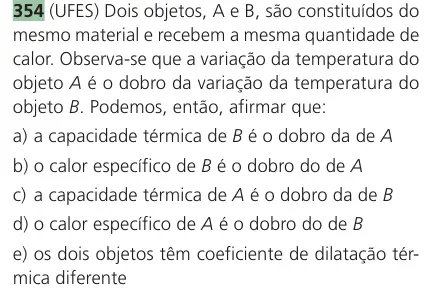 354 (UFES) Dois objetos, A e B, são constituídos do
mesmo material e recebem a mesma quantidade de
calor. Observa-se que a variação da temperatura do
objeto A é o dobro da variação da temperatura do
objeto B. Podemos, então, afirmar que:
a) a capacidade térmica de B é o dobro da de A
b) o calor específico de B é o dobro do de A
c) a capacidade térmica de A é o dobro da de B
d) o calor específico de A é o dobro do de B
e) os dois objetos têm coeficiente de dilatação tér-
mica diferente